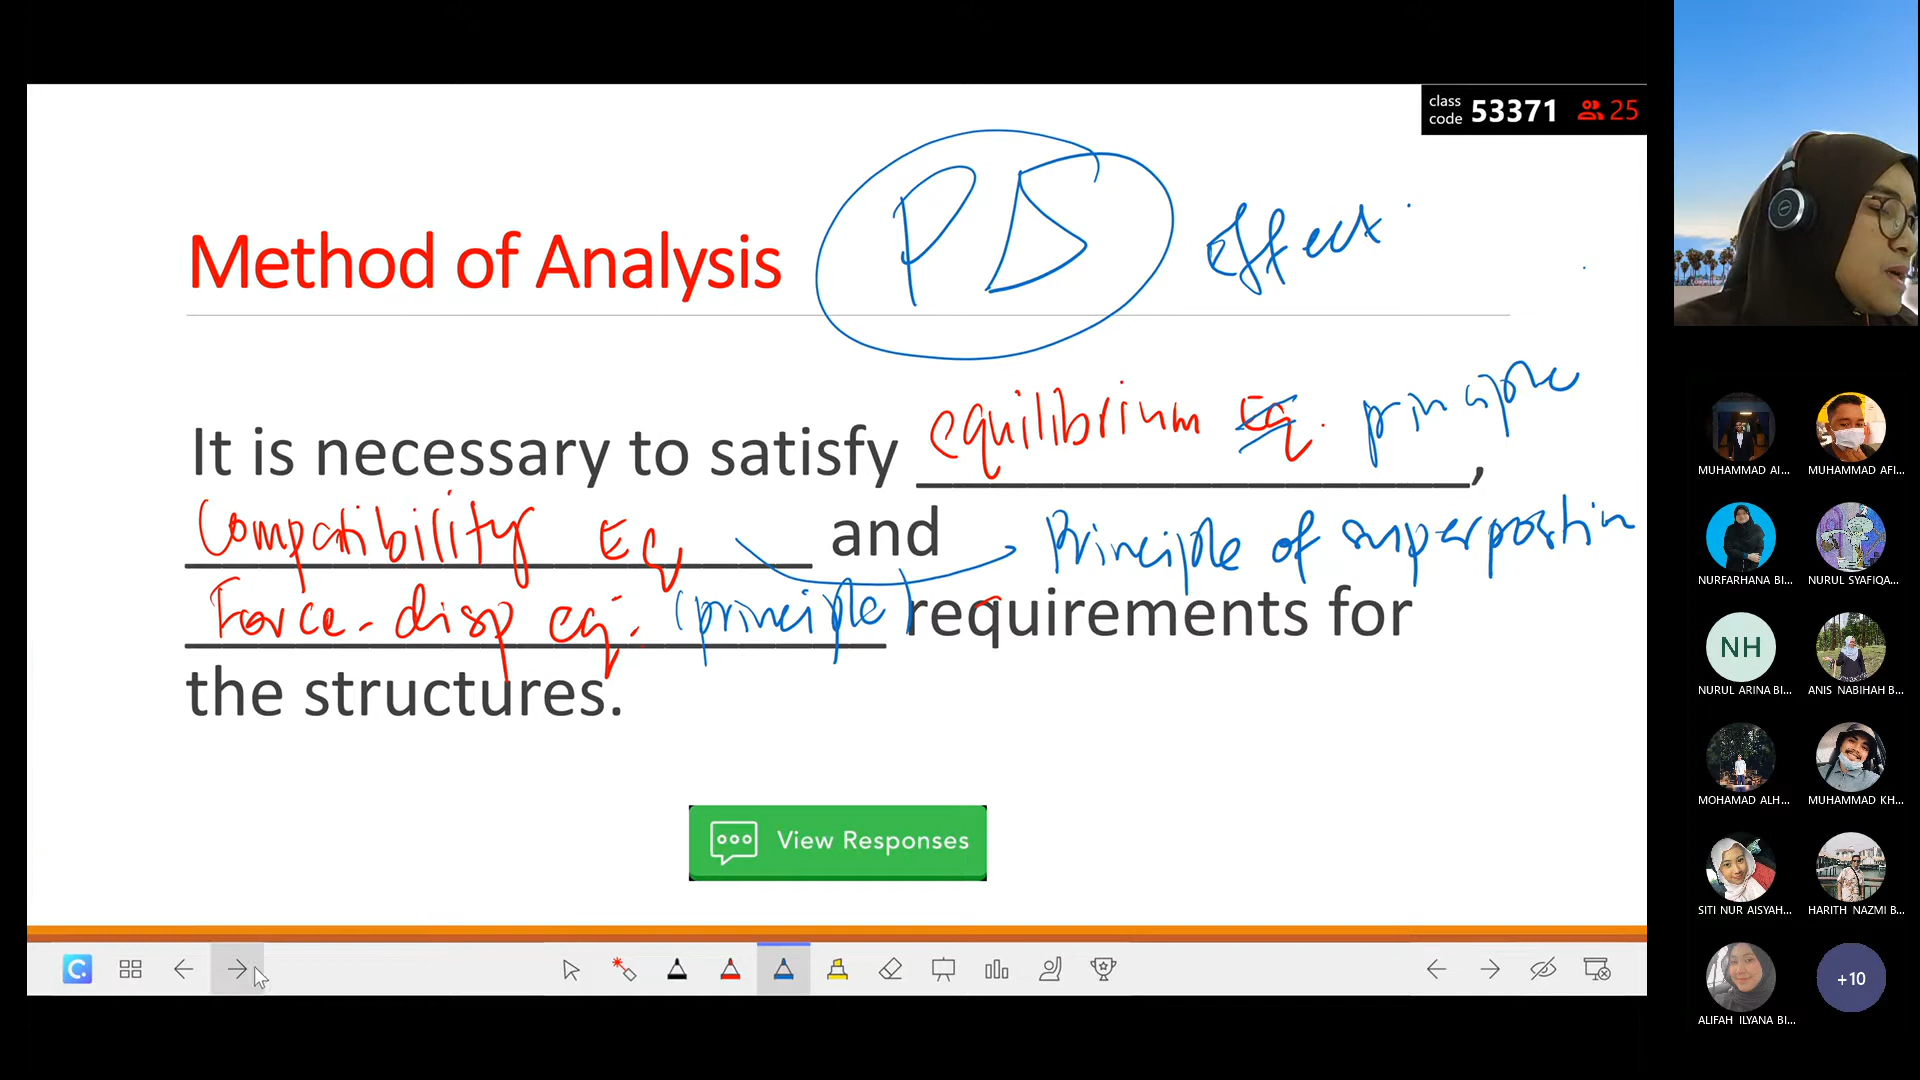 class code 53371 25
Method of Analysis PΔ Effect.
It is necessary to satisfy equilibrium Eq. principle,
Compatibility Eq and Principle of superpostin
Force-disp eq: (principle) requirements for
the structures.
View Responses
MUHAMMAD AI...
MUHAMMAD AFI...
NURFARHANA BI...
NURUL SYAFIQA...
NH
NURUL ARINA BI...
ANIS NABIHAH B...
MOHAMAD ALH...
MUHAMMAD KH...
SITI NUR AISYAH...
HARITH NAZMI B...
ALIFAH ILYANA BI...
+10